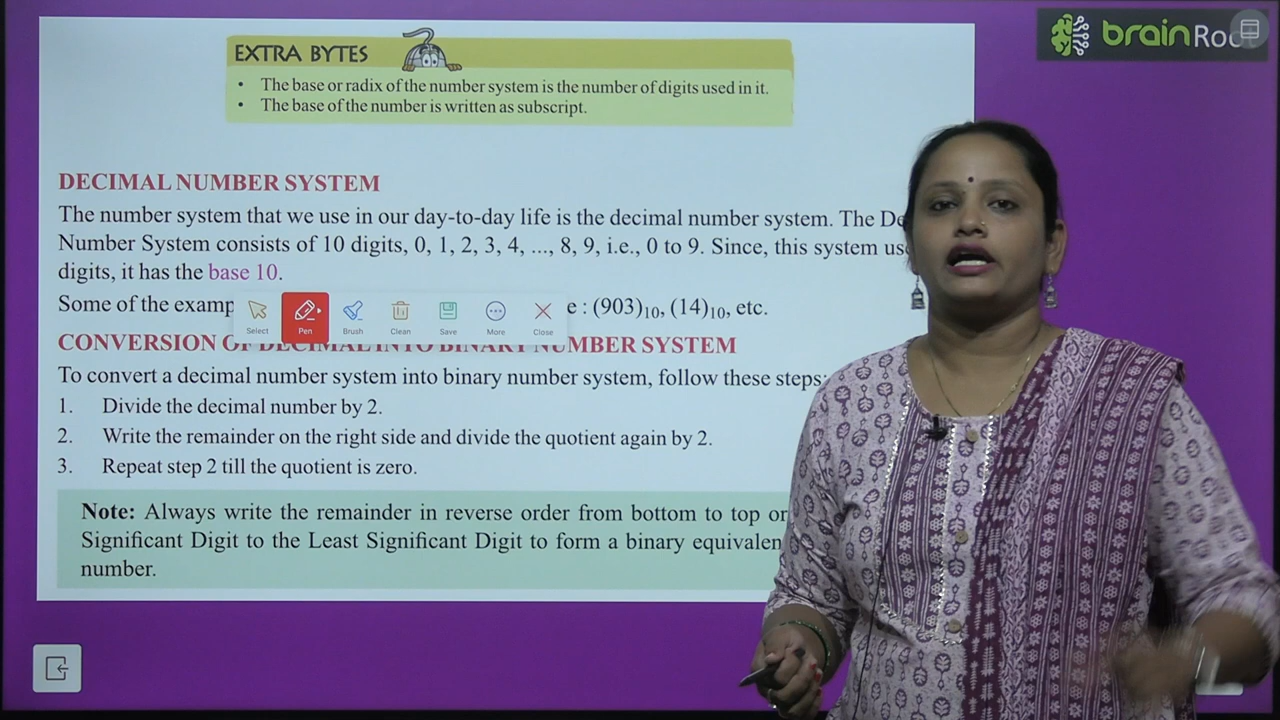 brainRoo
EXTRA BYTES
• The base or radix of the number system is the number of digits used in it.
• The base of the number is written as subscript.
DECIMAL NUMBER SYSTEM
The number system that we use in our day-to-day life is the decimal number system. The De
Number System consists of 10 digits, 0, 1, 2, 3, 4, ..., 8, 9, i.e., 0 to 9. Since, this system us
digits, it has the base 10.
Some of the examp e : (903)₁₀, (14)₁₀, etc.
Select Pen Brush Clean Save More Close
CONVERSION OF DECIMAL INTO BINARY NUMBER SYSTEM
To convert a decimal number system into binary number system, follow these steps:
1. Divide the decimal number by 2.
2. Write the remainder on the right side and divide the quotient again by 2.
3. Repeat step 2 till the quotient is zero.
Note: Always write the remainder in reverse order from bottom to top or
Significant Digit to the Least Significant Digit to form a binary equivalen
number.